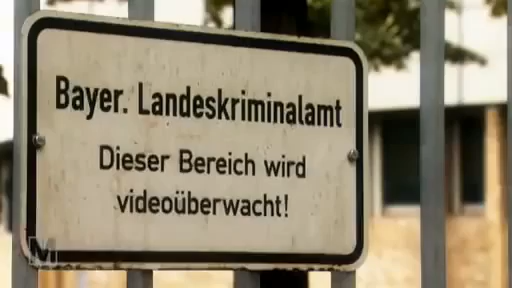 Bayer. Landeskriminalamt
Dieser Bereich wird
videoüberwacht!
M